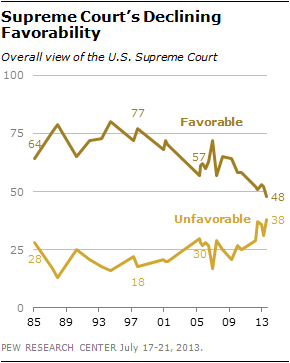 Supreme Court's Declining
Favorability
Overall view of the U.S. Supreme Court
100
77
Favorable
75
64
57
50
48
Unfavorable
38
28
30
25
18
0
85 89 93 97 01 05 09 13
PEW RESEARCH CENTER July 17-21, 2013.